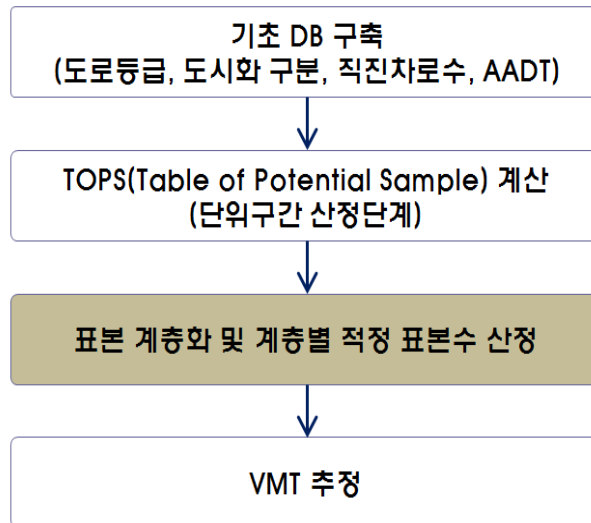 기초 DB 구축
(도로등급, 도시화 구분, 직진차로수, AADT)
TOPS(Table of Potential Sample) 계산
(단위구간 산정단계)
표본 계층화 및 계층별 적정 표본수 산정
VMT 추정